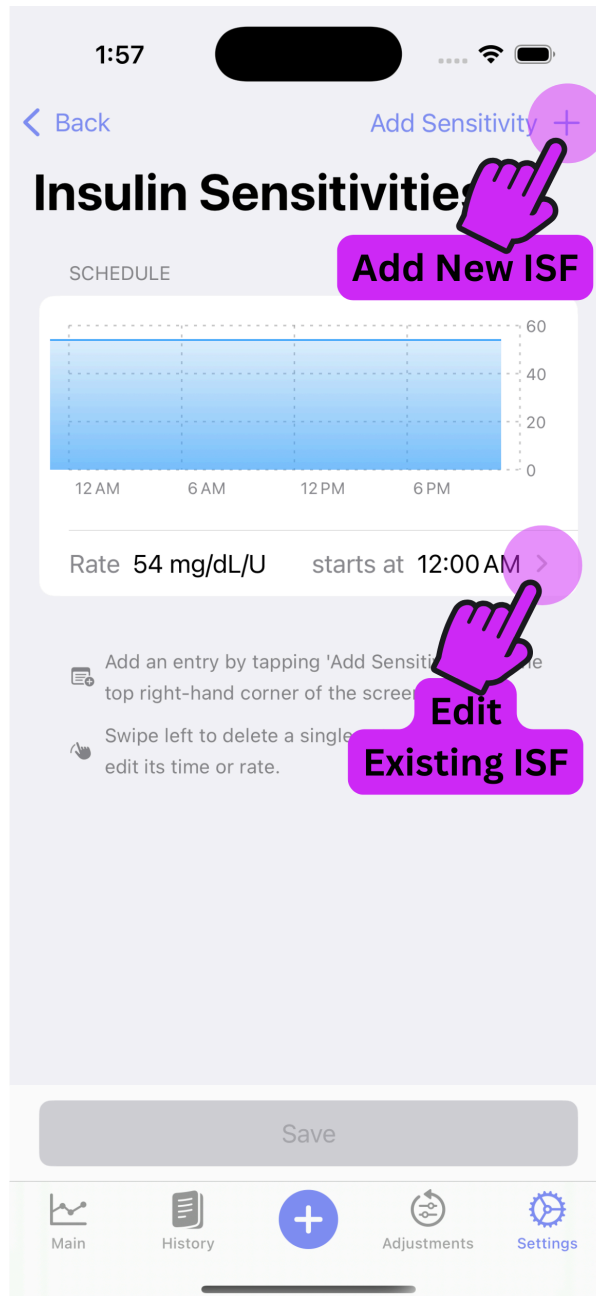 1:57
Back
Add Sensitivity
Insulin Sensitivities
Add New ISF
SCHEDULE
60
40
20
0
12 AM 6 AM 12 PM 6 PM
Rate 54 mg/dL/U starts at 12:00 AM
Add an entry by tapping 'Add
top right-hand corner of the
Swipe left to delete a single
edit its time or rate.
Edit
Existing ISF
Save
Main History Adjustments Settings